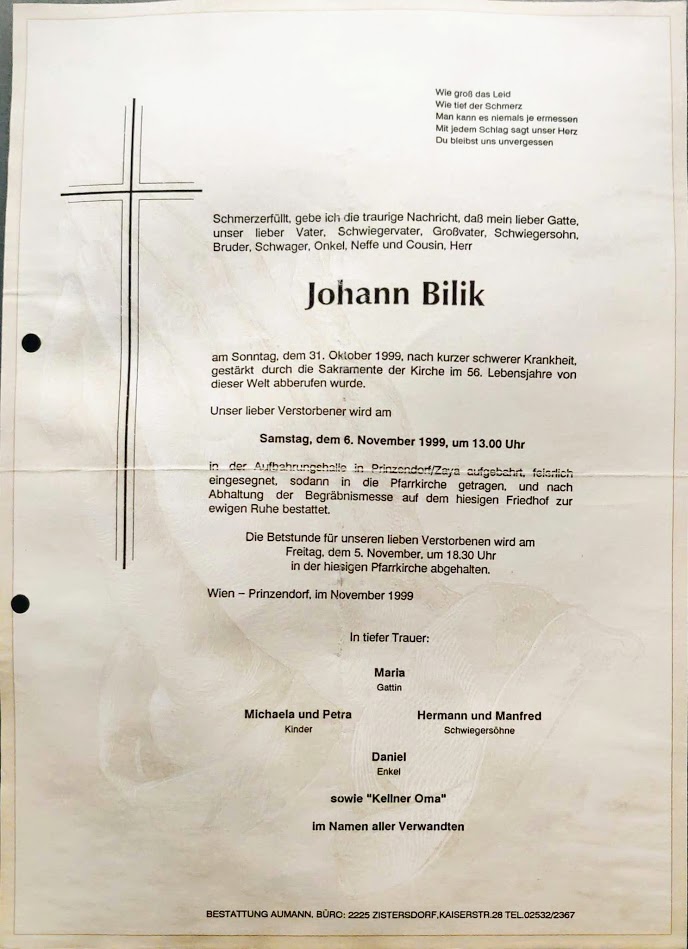 Wie groß das Leid
Wie tief der Schmerz
Man kann es niemals je ermessen
Mit jedem Schlag sagt unser Herz
Du bleibst uns unvergessen
Schmerzerfüllt, gebe ich die traurige Nachricht, daß mein lieber Gatte,
unser lieber Vater, Schwiegervater, Großvater, Schwiegersohn,
Bruder, Schwager, Onkel, Neffe und Cousin, Herr
Johann Bilik
am Sonntag, dem 31. Oktober 1999, nach kurzer schwerer Krankheit,
gestärkt durch die Sakramente der Kirche im 56. Lebensjahre von
dieser Welt abberufen wurde.
Unser lieber Verstorbener wird am
Samstag, dem 6. November 1999, um 13.00 Uhr
in der Aufbahrungshalle in Prinzendorf/Zaya aufgebahrt, feierlich
eingesegnet, sodann in die Pfarrkirche getragen, und nach
Abhaltung der Begräbnismesse auf dem hiesigen Friedhof zur
ewigen Ruhe bestattet.
Die Betstunde für unseren lieben Verstorbenen wird am
Freitag, dem 5. November, um 18.30 Uhr
in der hiesigen Pfarrkirche abgehalten.
Wien – Prinzendorf, im November 1999
In tiefer Trauer:
Maria
Gattin
Michaela und Petra
Kinder
Hermann und Manfred
Schwiegersöhne
Daniel
Enkel
sowie "Kellner Oma"
im Namen aller Verwandten
BESTATTUNG AUMANN, BÜRO: 2225 ZISTERSDORF,KAISERSTR.28 TEL.02532/2367